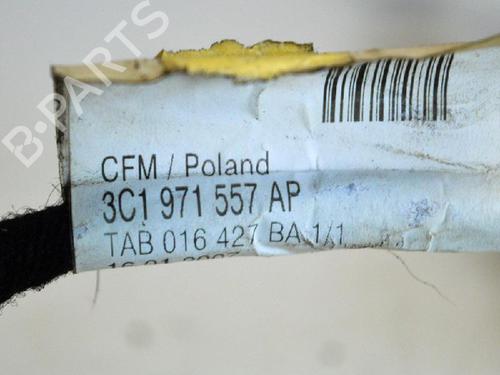 B-PARTS
CFM / Poland
3C1 971 557 AP
TAB 016 427 BA 1/1